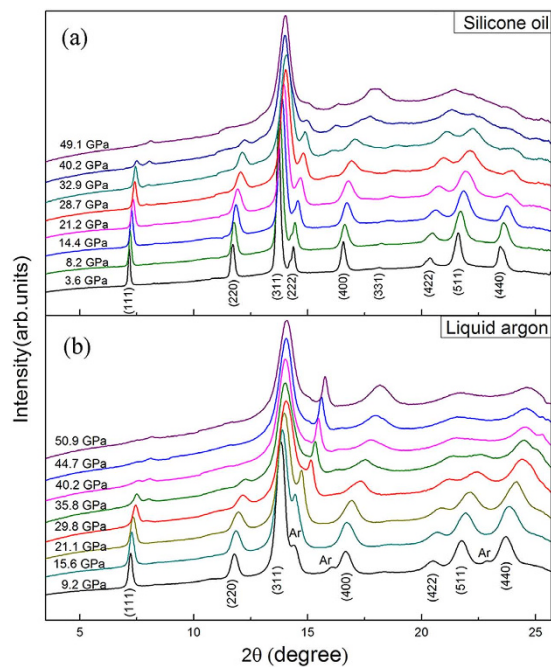 (a)
Silicone oil
49.1 GPa
40.2 GPa
32.9 GPa
28.7 GPa
21.2 GPa
14.4 GPa
8.2 GPa
3.6 GPa
(111)
(220)
(311)
(222)
(400)
(331)
(422)
(511)
(440)
Intensity(arb.units)
(b)
Liquid argon
50.9 GPa
44.7 GPa
40.2 GPa
35.8 GPa
29.8 GPa
21.1 GPa
15.6 GPa
9.2 GPa
Ar
Ar
Ar
(111)
(220)
(311)
(400)
(422)
(511)
(440)
5 10 15 20 25
2θ (degree)